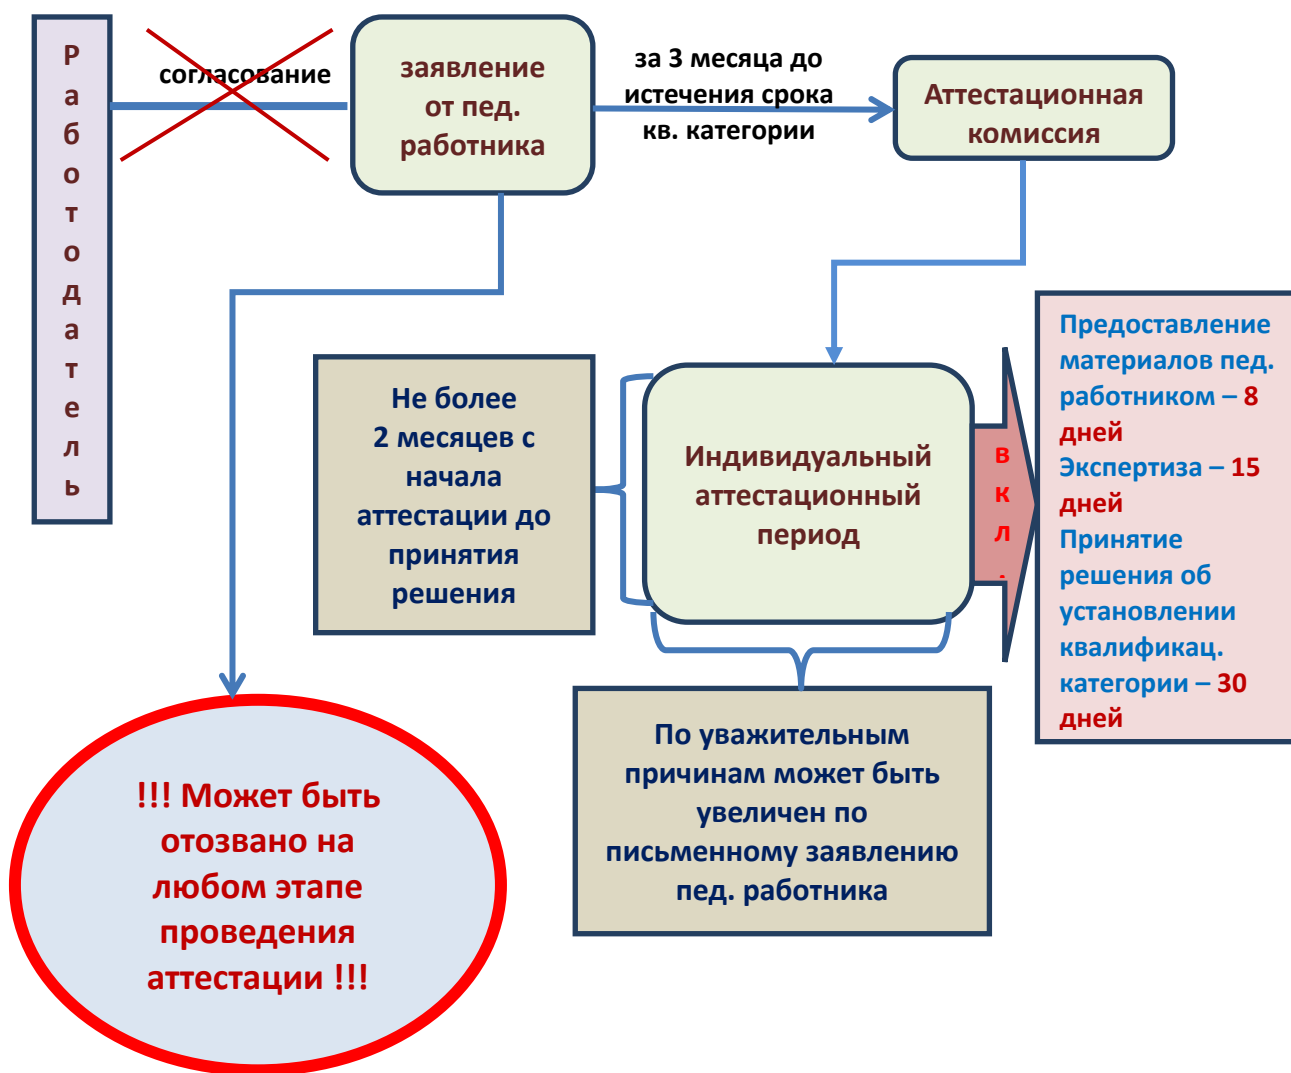 Работодатель
согласование
заявление
от пед.
работника
за 3 месяца до
истечения срока
кв. категории
Аттестационная
комиссия
Не более
2 месяцев с
начала
аттестации до
принятия
решения
Индивидуальный
аттестационный
период
вкл.
Предоставление
материалов пед.
работником – 8
дней
Экспертиза – 15
дней
Принятие
решения об
установлении
квалификац.
категории – 30
дней
По уважительным
причинам может быть
увеличен по
письменному заявлению
пед. работника
!!! Может быть
отозвано на
любом этапе
проведения
аттестации !!!